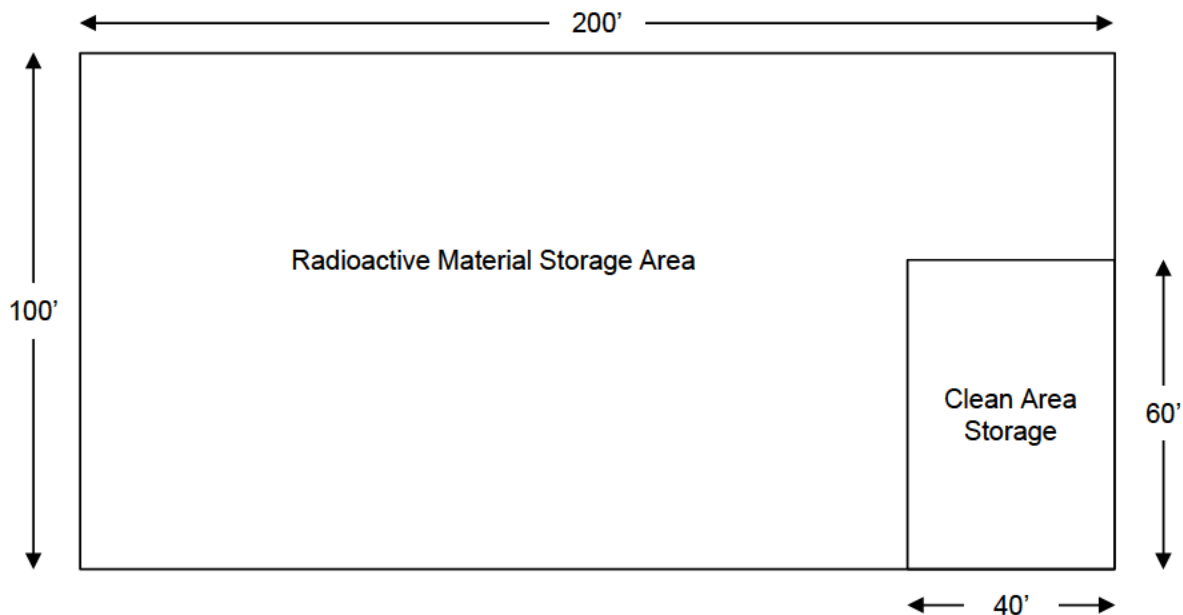 200’
Radioactive Material Storage Area
100’
Clean Area
Storage
60’
40’